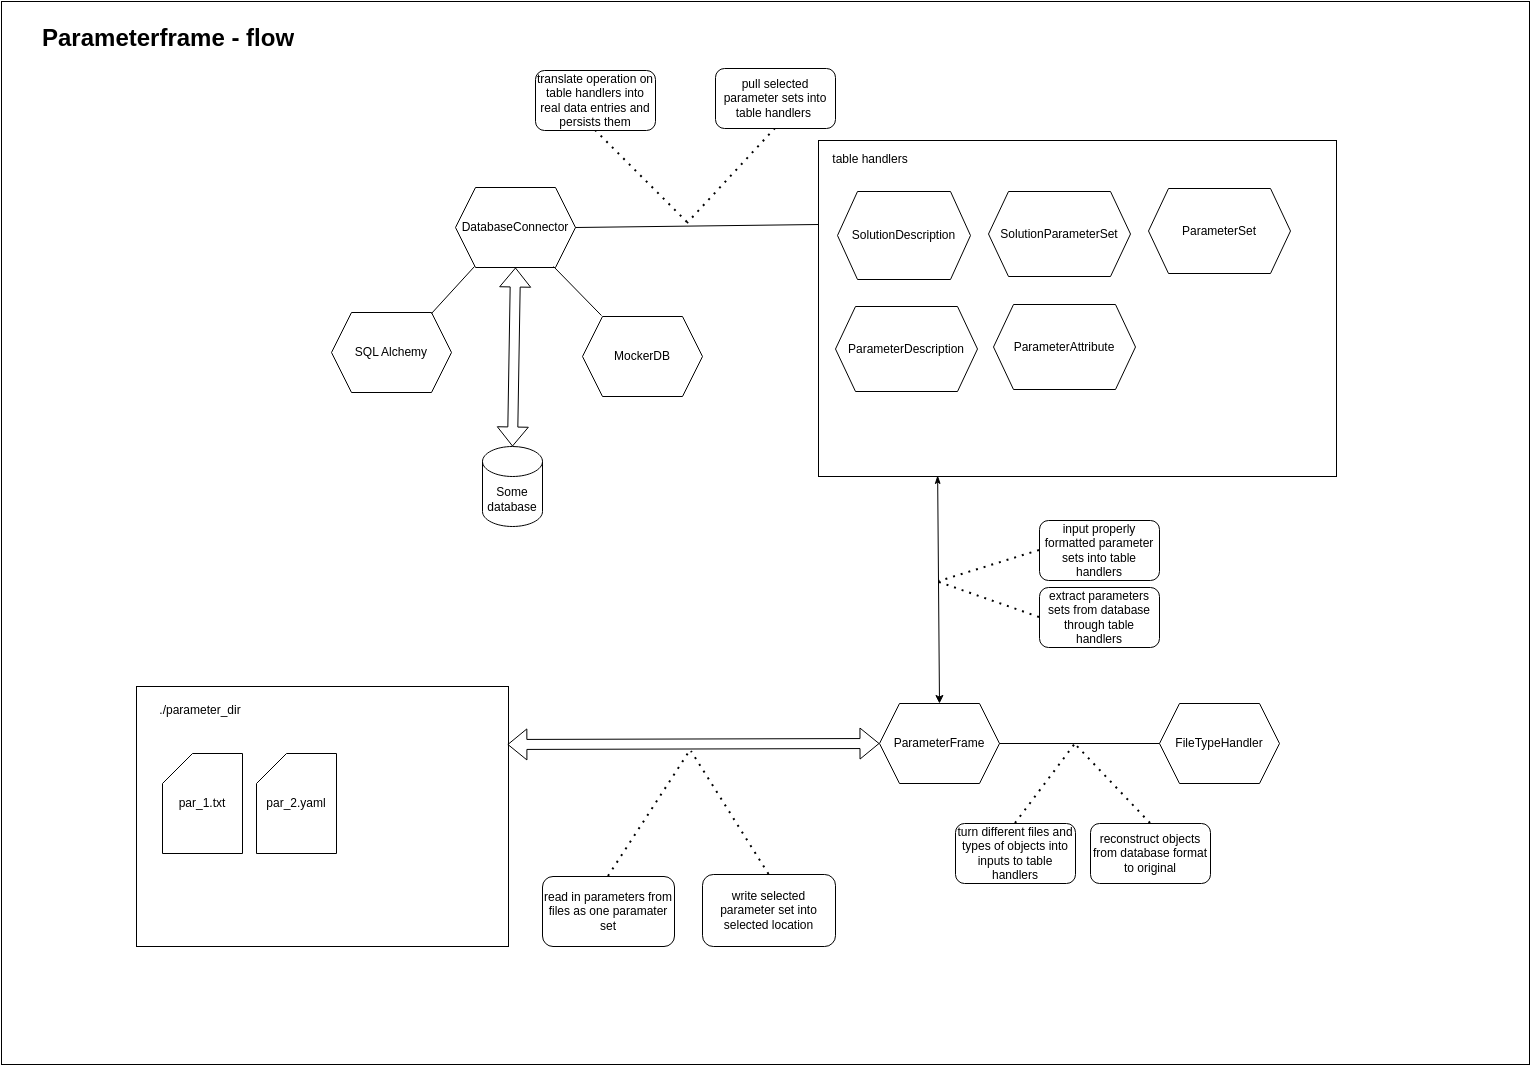 Parameterframe - flow
translate operation on
table handlers into
real data entries and
persists them
pull selected
parameter sets into
table handlers
table handlers
DatabaseConnector
SolutionDescription
SolutionParameterSet
ParameterSet
SQL Alchemy
MockerDB
ParameterDescription
ParameterAttribute
Some
database
input properly
formatted parameter
sets into table
handlers
extract parameters
sets from database
through table
handlers
./parameter_dir
par_1.txt
par_2.yaml
ParameterFrame
FileTypeHandler
turn different files and
types of objects into
inputs to table
handlers
reconstruct objects
from database format
to original
read in parameters from
files as one paramater
set
write selected
parameter set into
selected location